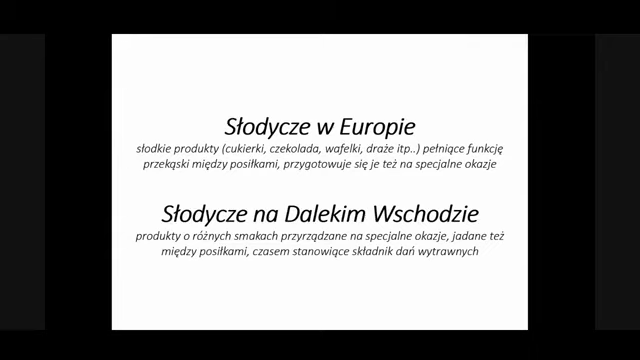 Słodycze w Europie
słodkie produkty (cukierki, czekolada, wafelki, draże itp..) pełniące funkcję
przekąski między posiłkami, przygotowuje się je też na specjalne okazje
Słodycze na Dalekim Wschodzie
produkty o różnych smakach przyrządzane na specjalne okazje, jadane też
między posiłkami, czasem stanowiące składnik dań wytrawnych